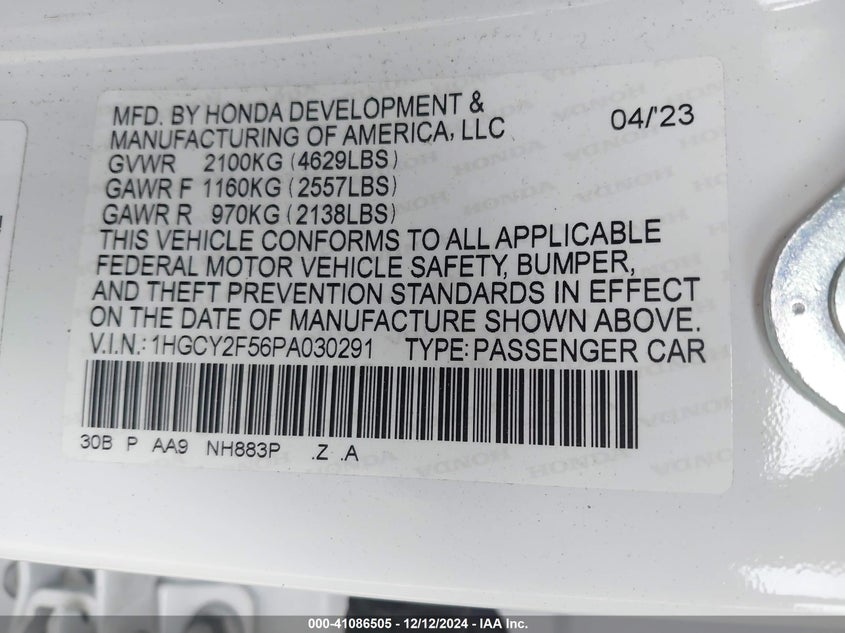 MFD. BY HONDA DEVELOPMENT &
MANUFACTURING OF AMERICA, LLC 04/'23
GVWR 2100KG (4629LBS)
GAWR F 1160KG (2557LBS)
GAWR R 970KG (2138LBS)
THIS VEHICLE CONFORMS TO ALL APPLICABLE
FEDERAL MOTOR VEHICLE SAFETY, BUMPER,
AND THEFT PREVENTION STANDARDS IN EFFECT
ON THE DATE OF MANUFACTURE SHOWN ABOVE.
V.I.N.: 1HGCY2F56PA030291 TYPE: PASSENGER CAR
30B P AA9 NH883P .Z .A
000-41086505 - 12/12/2024 - IAA Inc.